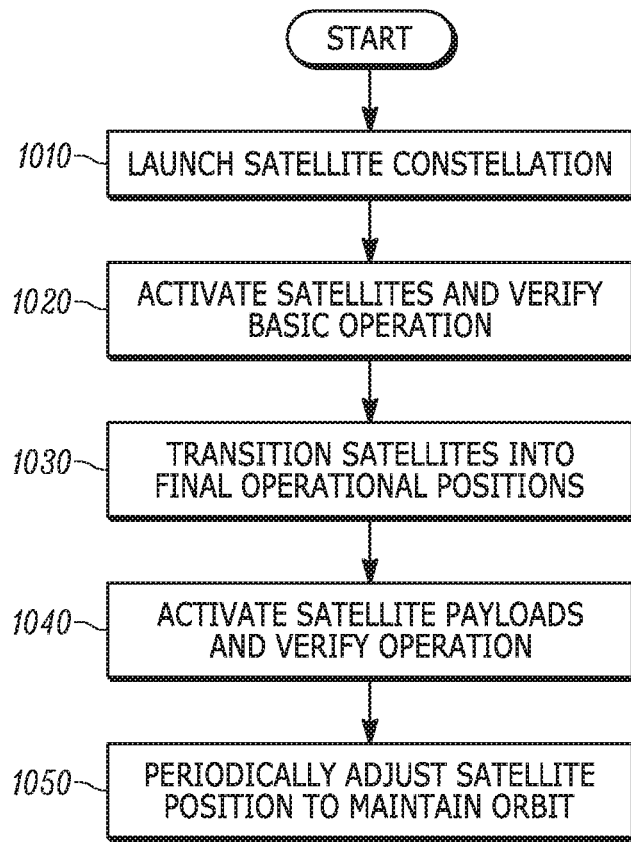 START
1010
LAUNCH SATELLITE CONSTELLATION
1020
ACTIVATE SATELLITES AND VERIFY
BASIC OPERATION
1030
TRANSITION SATELLITES INTO
FINAL OPERATIONAL POSITIONS
1040
ACTIVATE SATELLITE PAYLOADS
AND VERIFY OPERATION
1050
PERIODICALLY ADJUST SATELLITE
POSITION TO MAINTAIN ORBIT